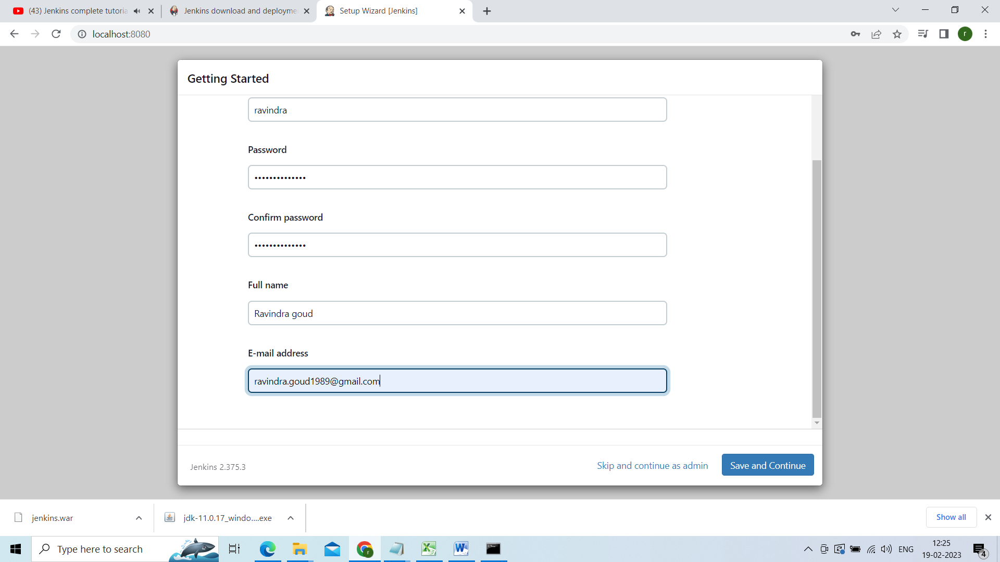 (43) Jenkins complete tutoria
Jenkins download and deployme
Setup Wizard [Jenkins]
localhost:8080
r
Getting Started
ravindra
Password
••••••••••••••
Confirm password
••••••••••••••
Full name
Ravindra goud
E-mail address
ravindra.goud1989@gmail.com
Jenkins 2.375.3
Skip and continue as admin
Save and Continue
jenkins.war
jdk-11.0.17_windo....exe
Show all
Type here to search
r
ENG
12:25
19-02-2023
4